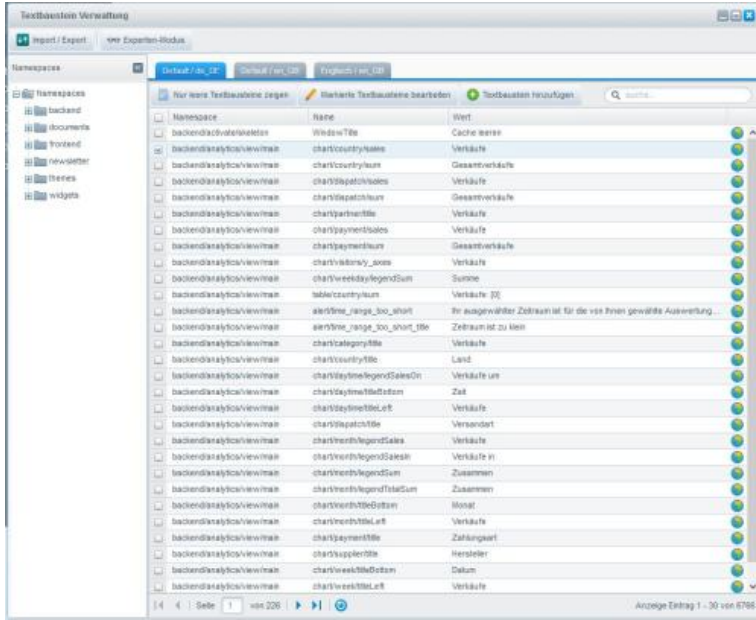 Textbaustein Verwaltung
Import / Export Experten-Modus
Namespaces
Namespaces
backend
documents
frontend
newsletter
themes
widgets
Default / de_DE Default / en_GB Englisch / en_GB
Nur leere Textbausteine zeigen Markierte Textbausteine bearbeiten Textbaustein hinzufügen Suche...
Namespace Name Wert
backend/activate/skeleton WindowTitle Cache leeren
backend/analytics/view/main chart/country/sales Verkäufe
backend/analytics/view/main chart/country/sum Gesamtverkäufe
backend/analytics/view/main chart/dispatch/sales Verkäufe
backend/analytics/view/main chart/dispatch/sum Gesamtverkäufe
backend/analytics/view/main chart/partner/title Verkäufe
backend/analytics/view/main chart/payment/sales Verkäufe
backend/analytics/view/main chart/payment/sum Gesamtverkäufe
backend/analytics/view/main chart/visitors/y_axes Verkäufe
backend/analytics/view/main chart/weekday/legendSum Summe
backend/analytics/view/main table/country/sum Verkäufe: [0]
backend/analytics/view/main alert/time_range_too_short Ihr ausgewählter Zeitraum ist für die von Ihnen gewählte Auswertung...
backend/analytics/view/main alert/time_range_too_short_title Zeitraum ist zu klein
backend/analytics/view/main chart/category/title Verkäufe
backend/analytics/view/main chart/country/title Land
backend/analytics/view/main chart/daytime/legendSalesOn Verkäufe um
backend/analytics/view/main chart/daytime/titleBottom Zeit
backend/analytics/view/main chart/daytime/titleLeft Verkäufe
backend/analytics/view/main chart/dispatch/title Versandart
backend/analytics/view/main chart/month/legendSales Verkäufe
backend/analytics/view/main chart/month/legendSalesIn Verkäufe in
backend/analytics/view/main chart/month/legendSum Zusammen
backend/analytics/view/main chart/month/legendTotalSum Zusammen
backend/analytics/view/main chart/month/titleBottom Monat
backend/analytics/view/main chart/month/titleLeft Verkäufe
backend/analytics/view/main chart/payment/title Zahlungsart
backend/analytics/view/main chart/supplier/title Hersteller
backend/analytics/view/main chart/week/titleBottom Datum
backend/analytics/view/main chart/week/titleLeft Verkäufe
Seite 1 von 226 Anzeige Eintrag 1 - 30 von 6766